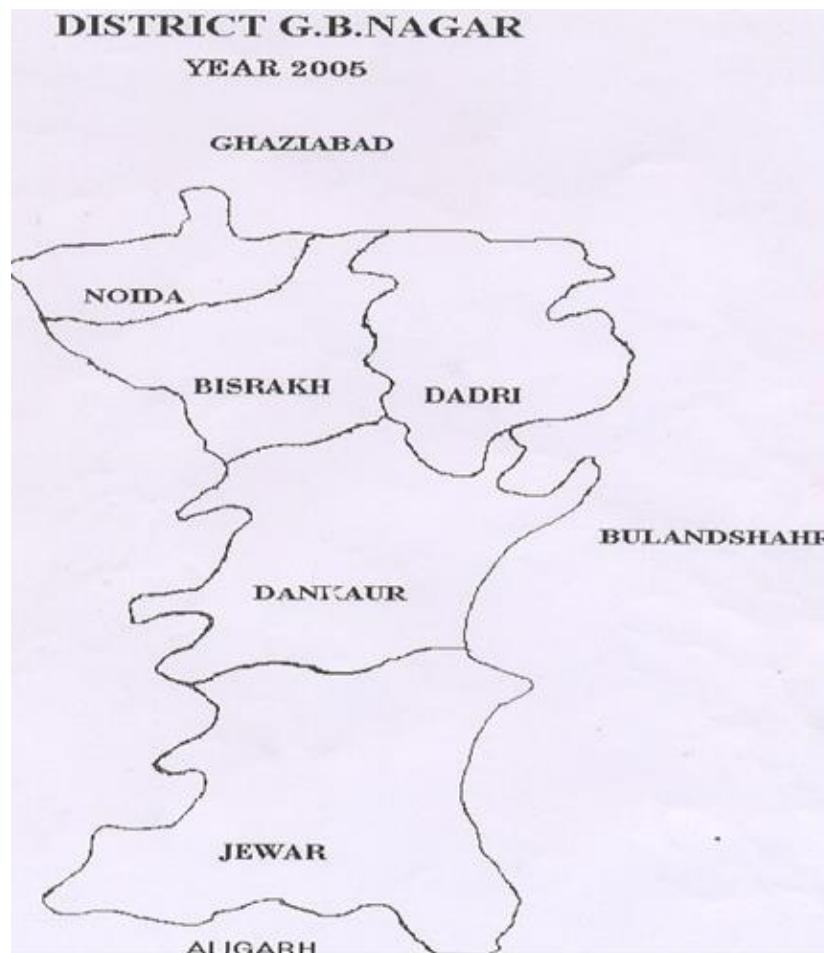 DISTRICT G.B.NAGAR
YEAR 2005
GHAZIABAD
NOIDA
BISRAKH
DADRI
BULANDSHAHR
DANKAUR
JEWAR
ALIGARH